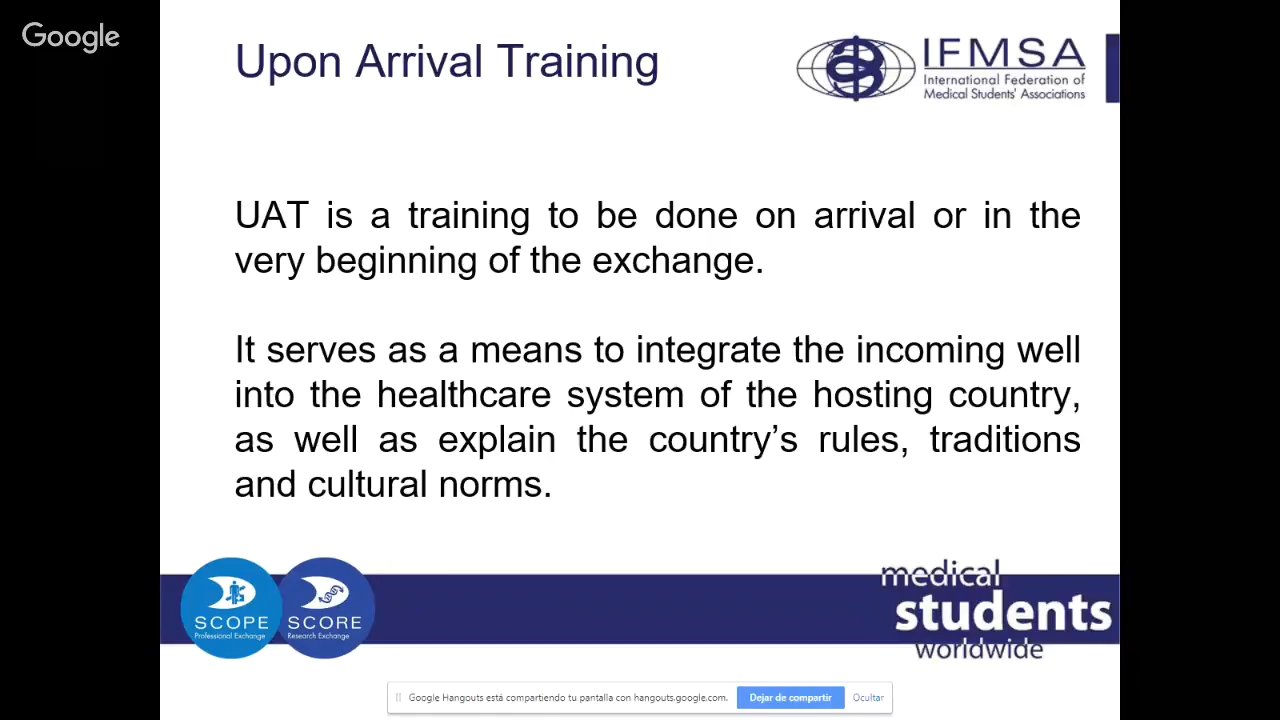 Google
Upon Arrival Training
IFMSA
International Federation of
Medical Students' Associations
UAT is a training to be done on arrival or in the
very beginning of the exchange.
It serves as a means to integrate the incoming well
into the healthcare system of the hosting country,
as well as explain the country's rules, traditions
and cultural norms.
SCOPE
Professional Exchange
SCORE
Research Exchange
medical
students
worldwide
Google Hangouts está compartiendo tu pantalla con hangouts.google.com.
Dejar de compartir
Ocultar